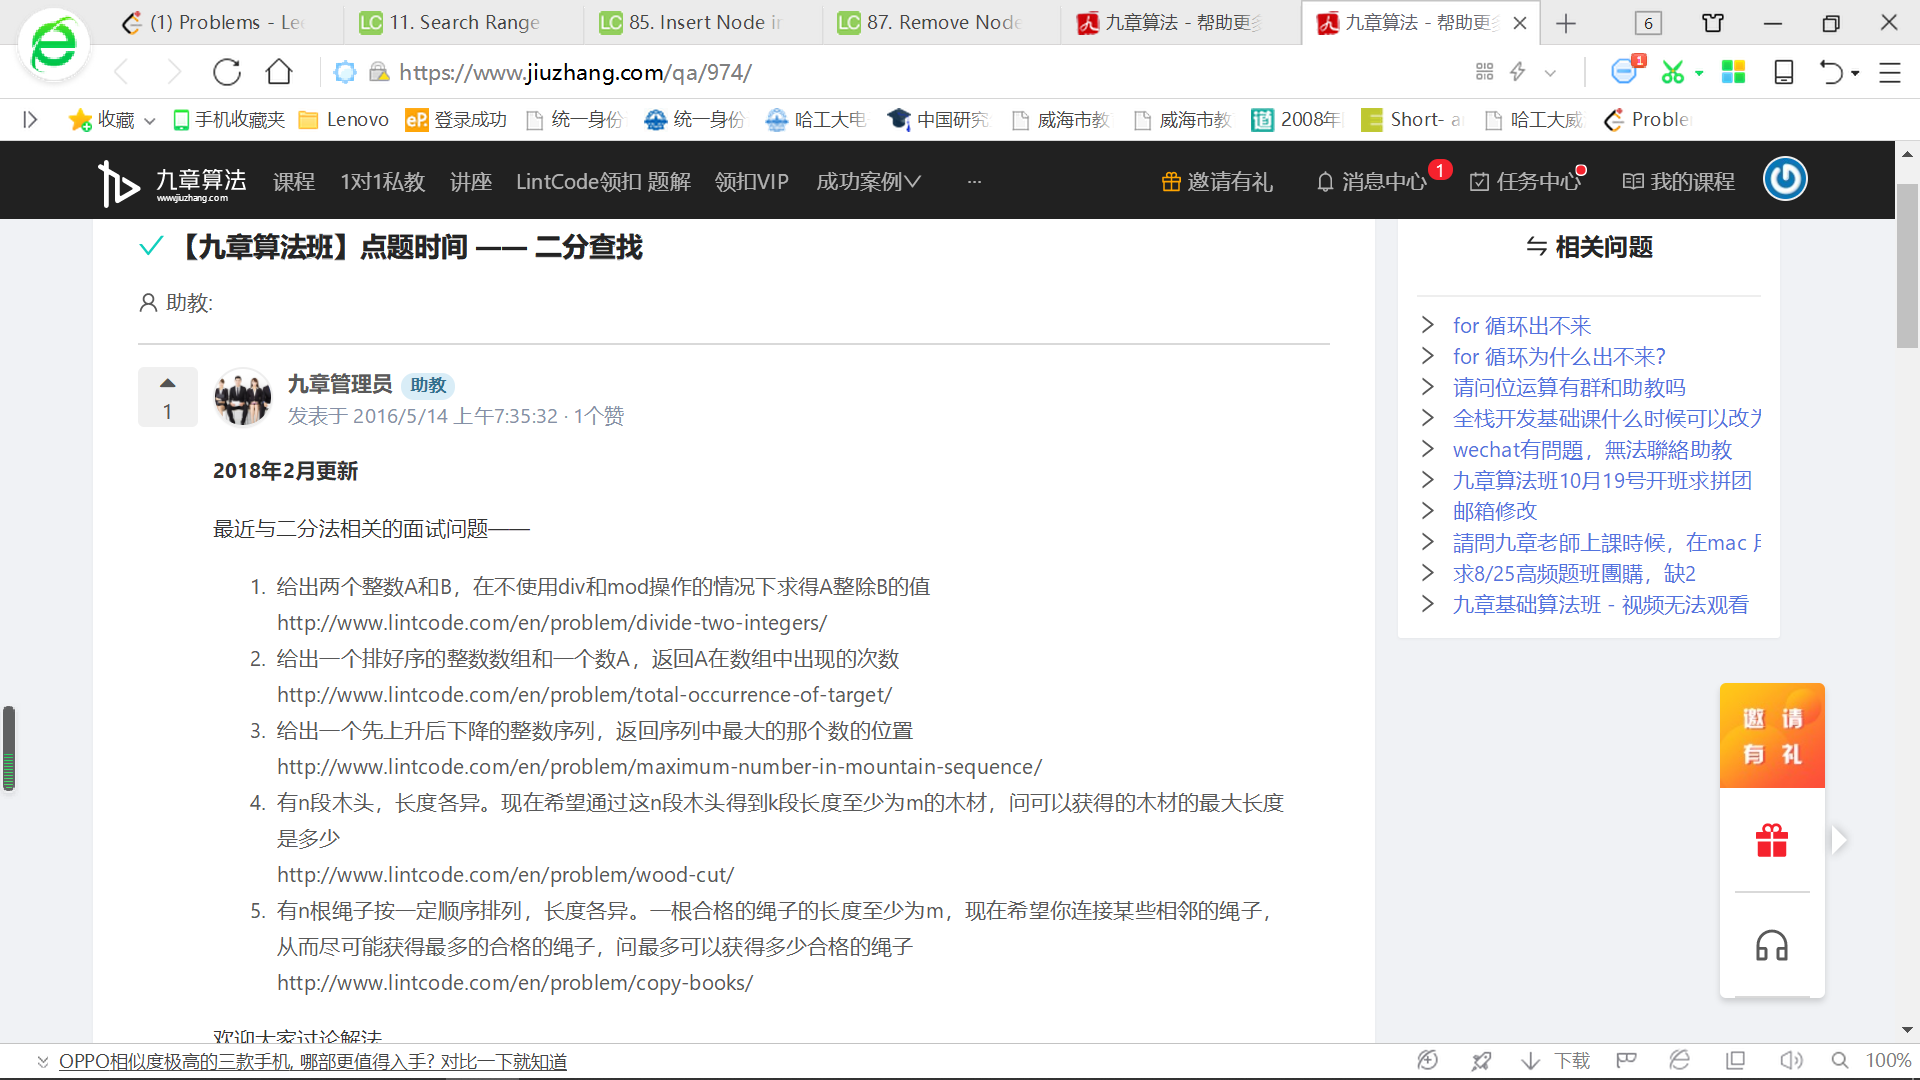 (1) Problems - Le
11. Search Range
85. Insert Node i
87. Remove Node
九章算法 - 帮助更多
九章算法 - 帮助更多
6
https://www.jiuzhang.com/qa/974/
1
收藏
手机收藏夹
Lenovo
登录成功
统一身份
统一身份
哈工大电
中国研究
威海市教
威海市教
2008年
Short- a
哈工大威
Proble
九章算法
www.jiuzhang.com
课程
1对1私教
讲座
LintCode领扣 题解
领扣VIP
成功案例
···
邀请有礼
消息中心
1
任务中心
我的课程
【九章算法班】点题时间 —— 二分查找
助教:
1
九章管理员 助教
发表于 2016/5/14 上午7:35:32 · 1个赞
2018年2月更新
最近与二分法相关的面试问题——
1. 给出两个整数A和B，在不使用div和mod操作的情况下求得A整除B的值
http://www.lintcode.com/en/problem/divide-two-integers/
2. 给出一个排好序的整数数组和一个数A，返回A在数组中出现的次数
http://www.lintcode.com/en/problem/total-occurrence-of-target/
3. 给出一个先上升后下降的整数序列，返回序列中最大的那个数的位置
http://www.lintcode.com/en/problem/maximum-number-in-mountain-sequence/
4. 有n段木头，长度各异。现在希望通过这n段木头得到k段长度至少为m的木材，问可以获得的木材的最大长度
是多少
http://www.lintcode.com/en/problem/wood-cut/
5. 有n根绳子按一定顺序排列，长度各异。一根合格的绳子的长度至少为m，现在希望你连接某些相邻的绳子，
从而尽可能获得最多的合格的绳子，问最多可以获得多少合格的绳子
http://www.lintcode.com/en/problem/copy-books/
欢迎大家讨论解法
相关问题
for 循环出不来
for 循环为什么出不来?
请问位运算有群和助教吗
全栈开发基础课什么时候可以改为
wechat有問題，無法聯絡助教
九章算法班10月19号开班求拼团
邮箱修改
請問九章老師上課時候，在mac
求8/25高频题班團購，缺2
九章基础算法班 - 视频无法观看
邀 请
有 礼
OPPO相似度极高的三款手机, 哪部更值得入手? 对比一下就知道
下载
100%